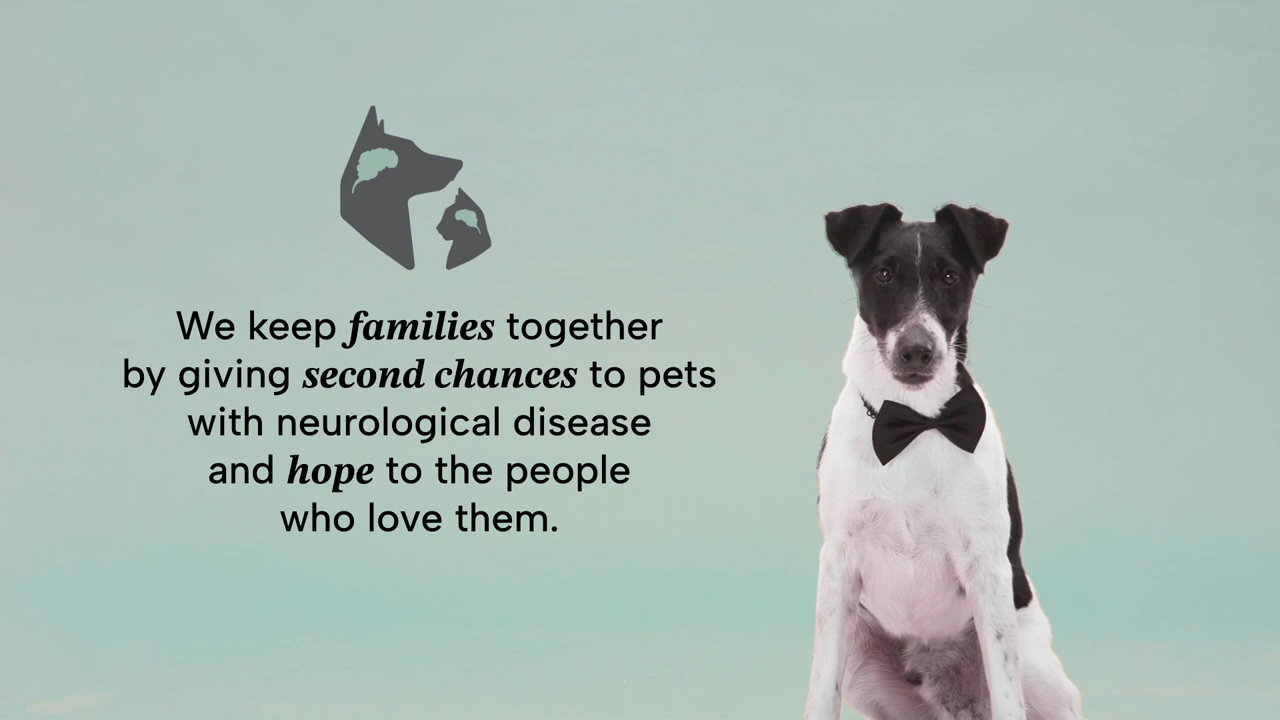 We keep families together
by giving second chances to pets
with neurological disease
and hope to the people
who love them.